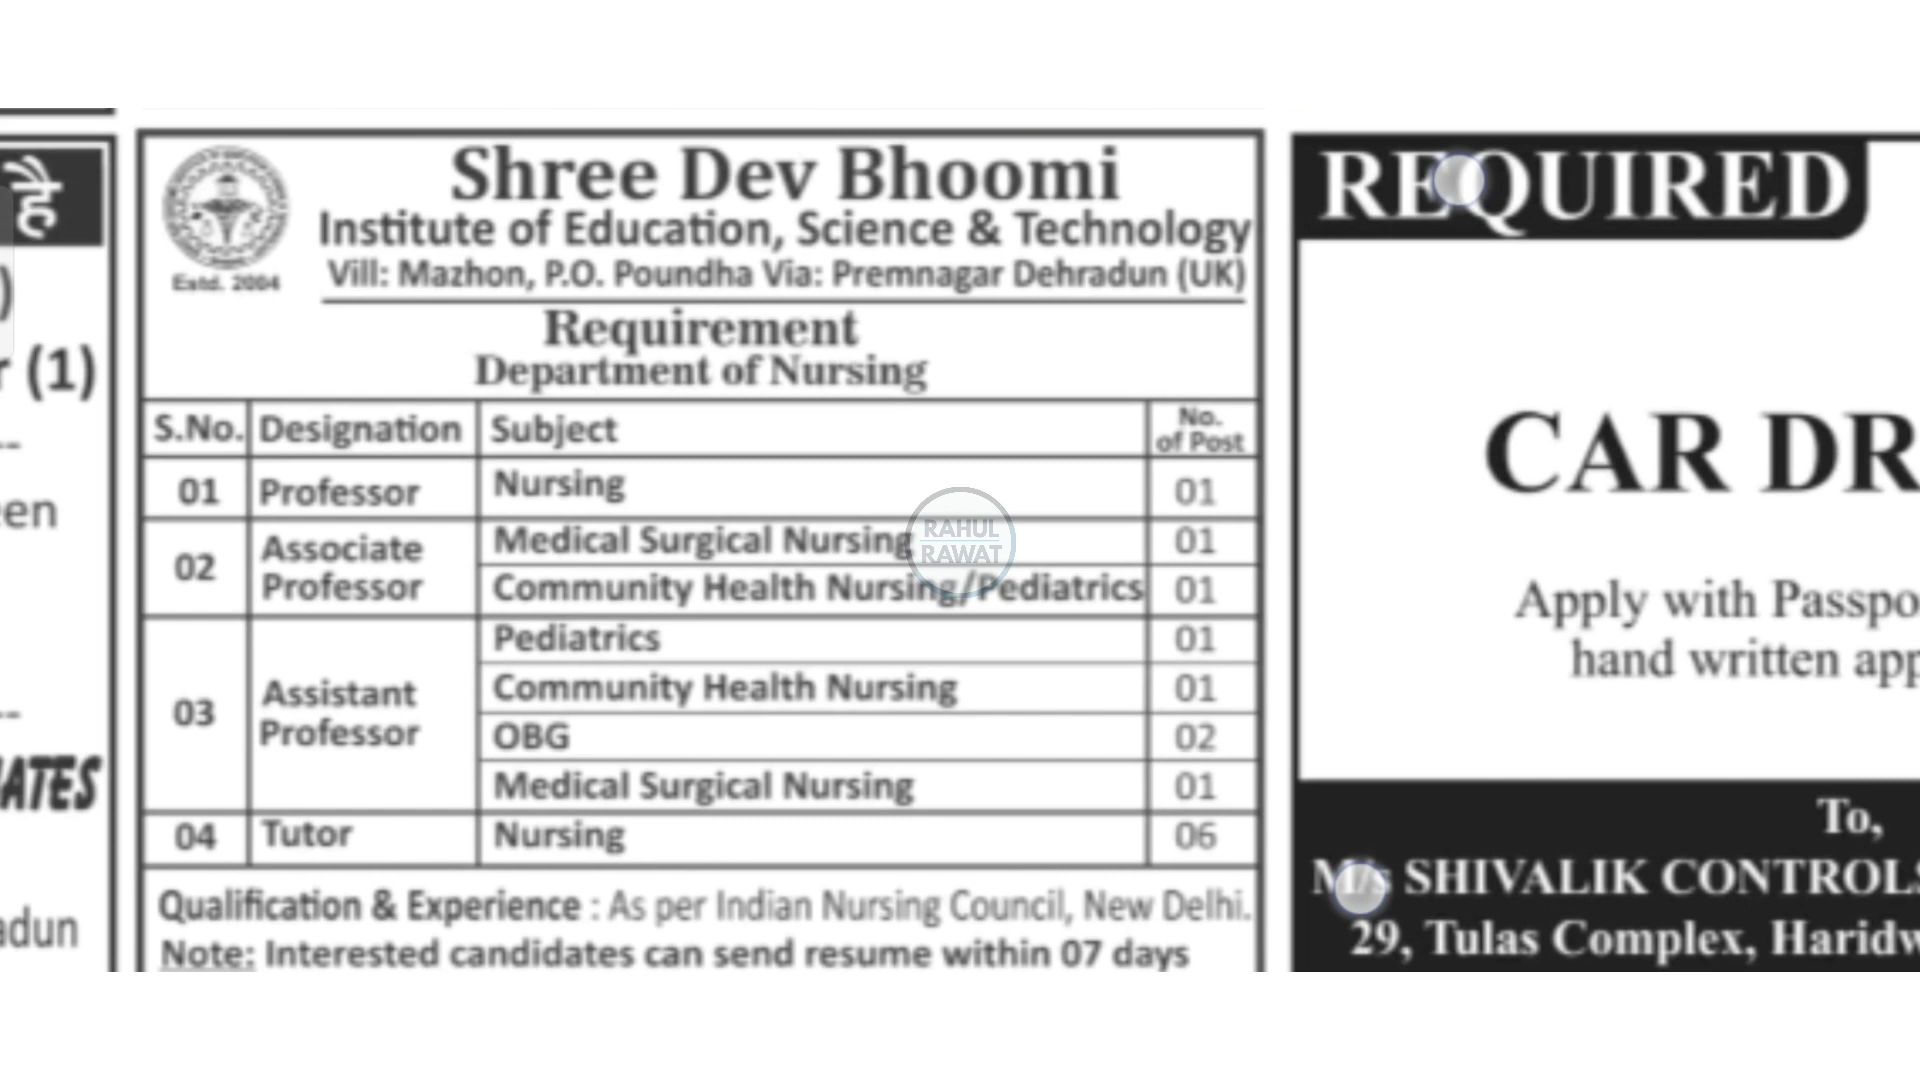 है
)
r (1)
--
een
--
ATES
adun
Estd. 2004
Shree Dev Bhoomi
Institute of Education, Science & Technology
Vill: Mazhon, P.O. Poundha Via: Premnagar Dehradun (UK)
Requirement
Department of Nursing
S.No. Designation Subject No. of Post
01 Professor Nursing 01
02 Associate Professor Medical Surgical Nursing 01
Community Health Nursing/Pediatrics 01
03 Assistant Professor Pediatrics 01
Community Health Nursing 01
OBG 02
Medical Surgical Nursing 01
04 Tutor Nursing 06
Qualification & Experience : As per Indian Nursing Council, New Delhi.
Note: Interested candidates can send resume within 07 days
RAHUL
RAWAT
REQUIRED
CAR DR
Apply with Passpo
hand written app
To,
M/s SHIVALIK CONTROLS
29, Tulas Complex, Haridw